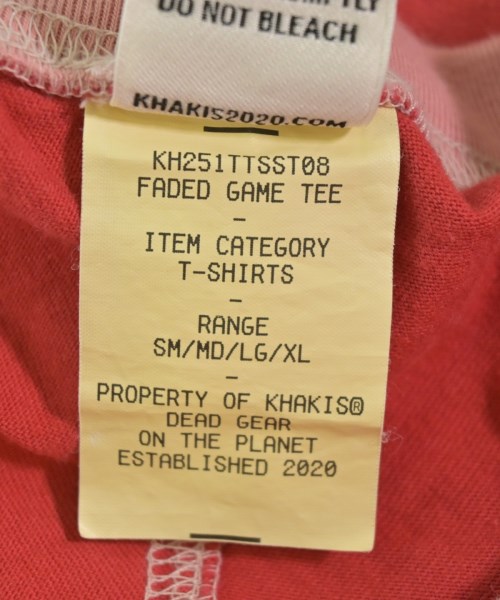 DO NOT BLEACH
KHAKIS2020.COM
KH251TTSST08
FADED GAME TEE
-
ITEM CATEGORY
T-SHIRTS
-
RANGE
SM/MD/LG/XL
-
PROPERTY OF KHAKIS®
DEAD GEAR
ON THE PLANET
ESTABLISHED 2020